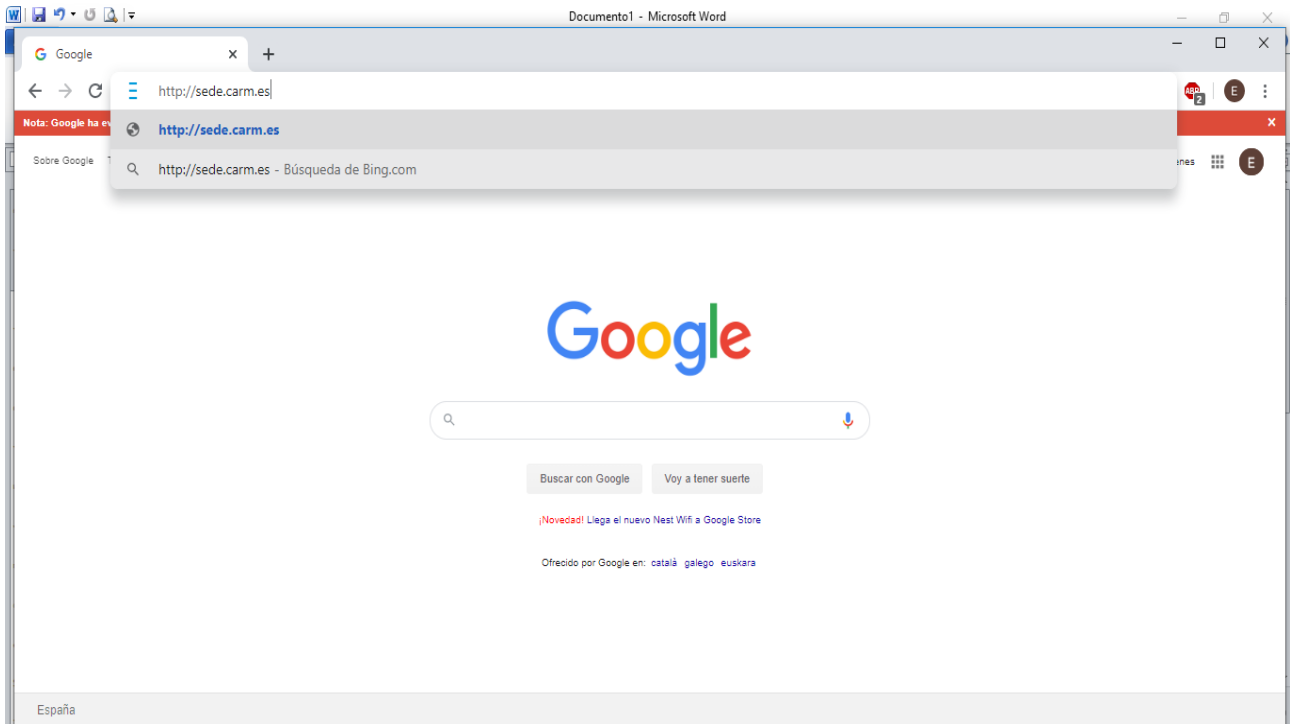 Documento1 - Microsoft Word
Google
http://sede.carm.es
ABP
2
E
Nota: Google ha ev
http://sede.carm.es
http://sede.carm.es - Búsqueda de Bing.com
Sobre Google
E
Google
Buscar con Google
Voy a tener suerte
¡Novedad! Llega el nuevo Nest Wifi a Google Store
Ofrecido por Google en: català galego euskara
España